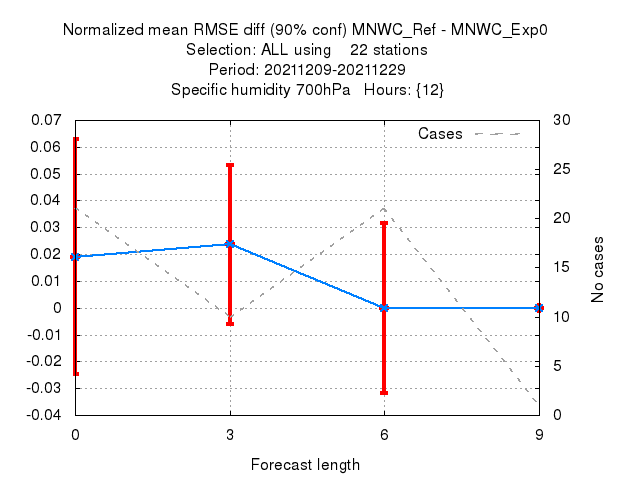 Normalized mean RMSE diff (90% conf) MNWC_Ref - MNWC_Exp0
Selection: ALL using    22 stations
Period: 20211209-20211229
Specific humidity 700hPa   Hours: {12}
Cases
0.07
0.06
0.05
0.04
0.03
0.02
0.01
0
-0.01
-0.02
-0.03
-0.04
30
25
20
15
10
5
0
No cases
0 3 6 9
Forecast length